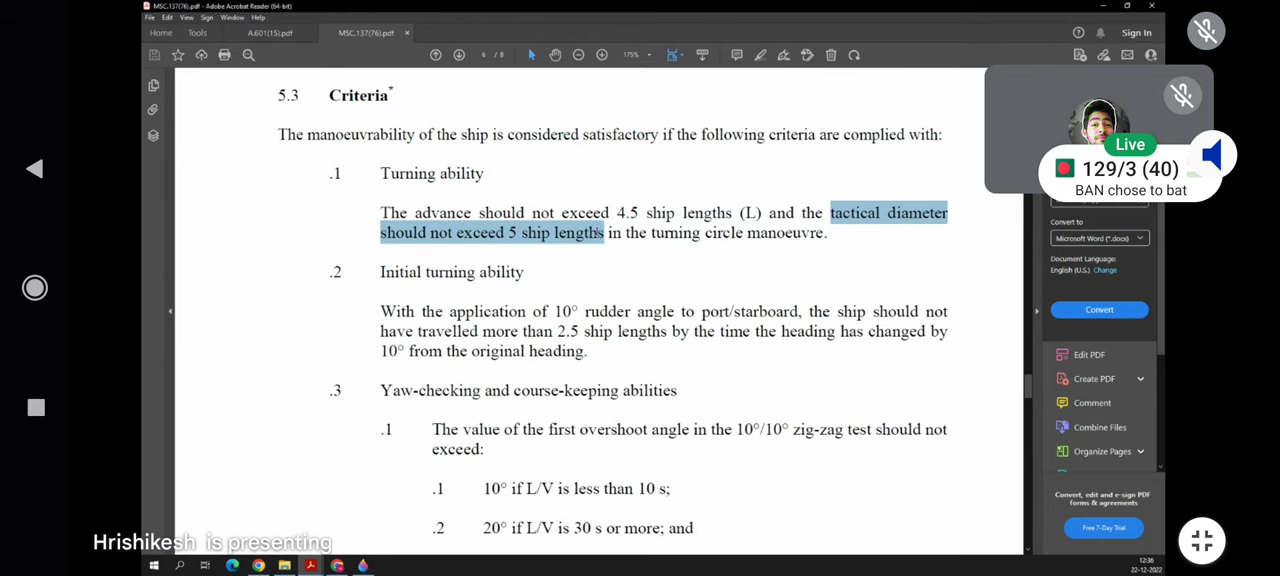 MSC.137(76).pdf - Adobe Acrobat Reader (64-bit)
File Edit View Sign Window Help
Home Tools A.601(15).pdf MSC.137(76).pdf × Sign In
6 / 8 175%
5.3 Criteria*
The manoeuvrability of the ship is considered satisfactory if the following criteria are complied with:
.1 Turning ability
The advance should not exceed 4.5 ship lengths (L) and the tactical diameter
should not exceed 5 ship lengths in the turning circle manoeuvre.
.2 Initial turning ability
With the application of 10° rudder angle to port/starboard, the ship should not
have travelled more than 2.5 ship lengths by the time the heading has changed by
10° from the original heading.
.3 Yaw-checking and course-keeping abilities
.1 The value of the first overshoot angle in the 10°/10° zig-zag test should not
exceed:
.1 10° if L/V is less than 10 s;
.2 20° if L/V is 30 s or more; and
Live
129/3 (40)
BAN chose to bat
Convert to
Microsoft Word (*.docx)
Document Language:
English (U.S.) Change
Convert
Edit PDF
Create PDF
Comment
Combine Files
Organize Pages
Convert, edit and e-sign PDF
forms & agreements
Free 7-Day Trial
Hrishikesh is presenting
12:36
22-12-2022